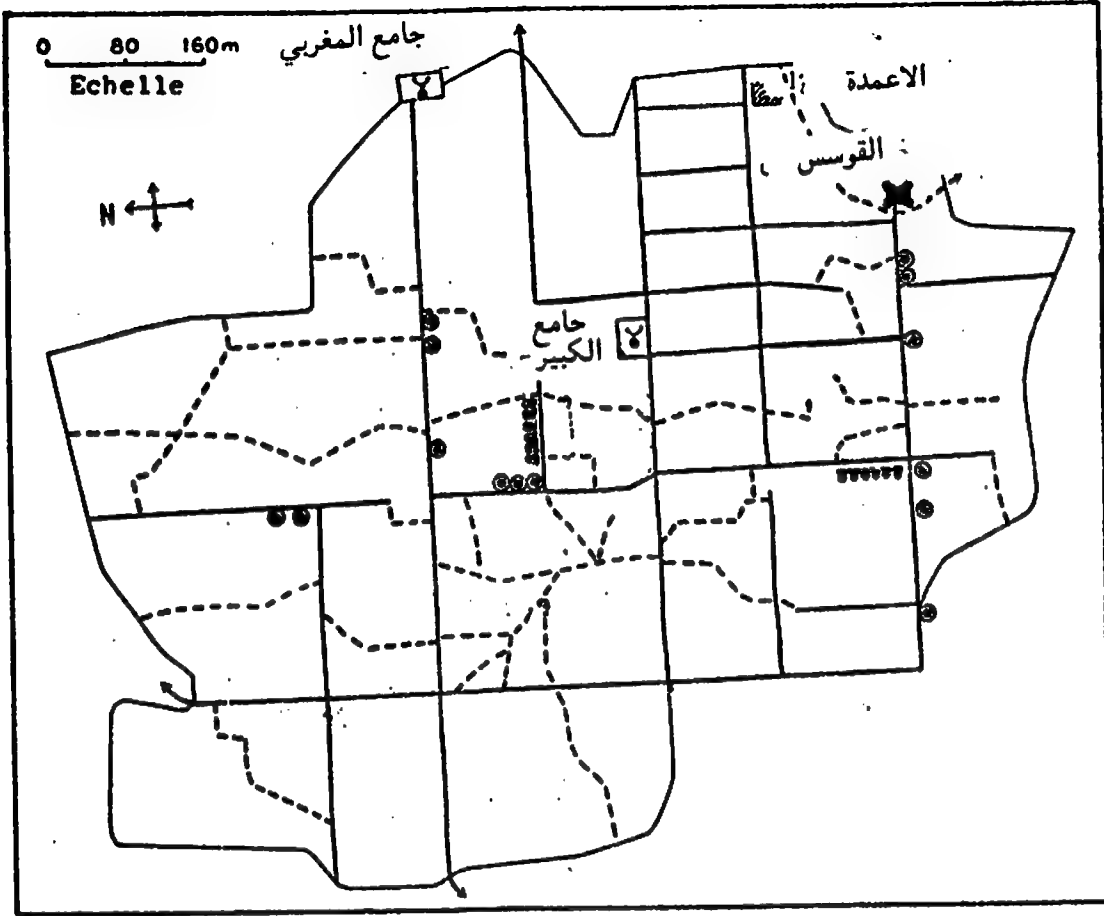 0 80 160m
Echelle
جامع المغربي
الاعمدة
القوسس
N
جامع
الكبير